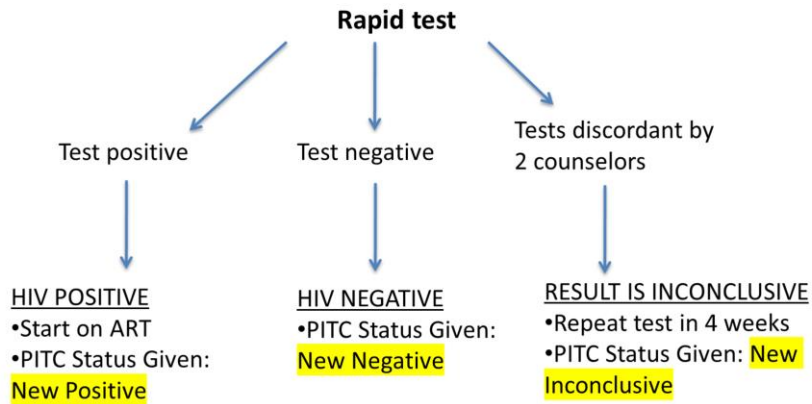 Rapid test
Test positive
Test negative
Tests discordant by
2 counselors
HIV POSITIVE
•Start on ART
•PITC Status Given:
New Positive
HIV NEGATIVE
•PITC Status Given:
New Negative
RESULT IS INCONCLUSIVE
•Repeat test in 4 weeks
•PITC Status Given: New
Inconclusive